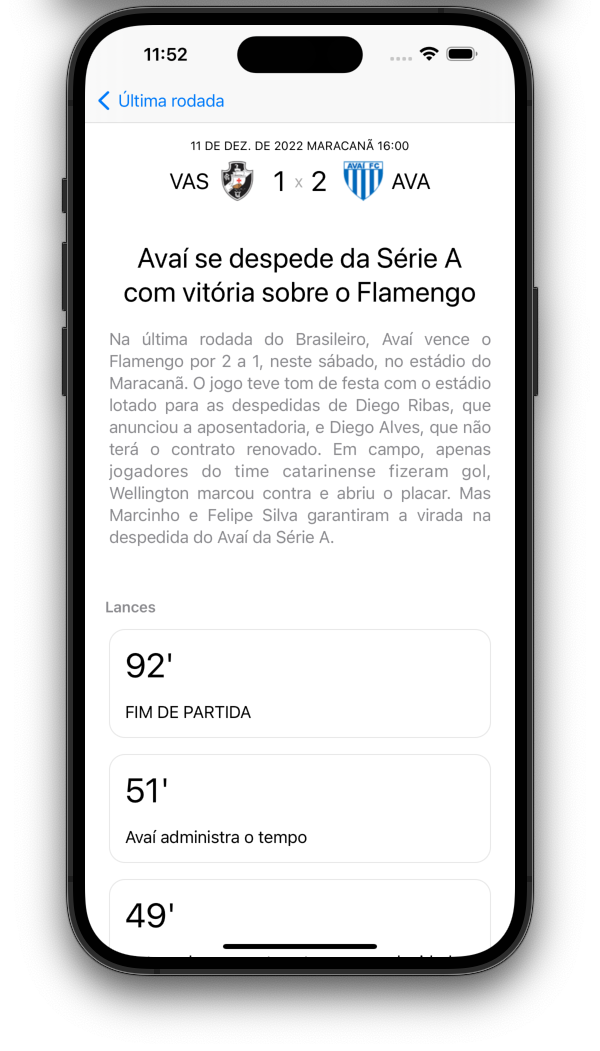 11:52
Última rodada
11 DE DEZ. DE 2022 MARACANÃ 16:00
VAS 1 x 2 AVAÍ FC AVA
Avaí se despede da Série A
com vitória sobre o Flamengo
Na última rodada do Brasileiro, Avaí vence o
Flamengo por 2 a 1, neste sábado, no estádio do
Maracanã. O jogo teve tom de festa com o estádio
lotado para as despedidas de Diego Ribas, que
anunciou a aposentadoria, e Diego Alves, que não
terá o contrato renovado. Em campo, apenas
jogadores do time catarinense fizeram gol,
Wellington marcou contra e abriu o placar. Mas
Marcinho e Felipe Silva garantiram a virada na
despedida do Avaí da Série A.
Lances
92'
FIM DE PARTIDA
51'
Avaí administra o tempo
49'